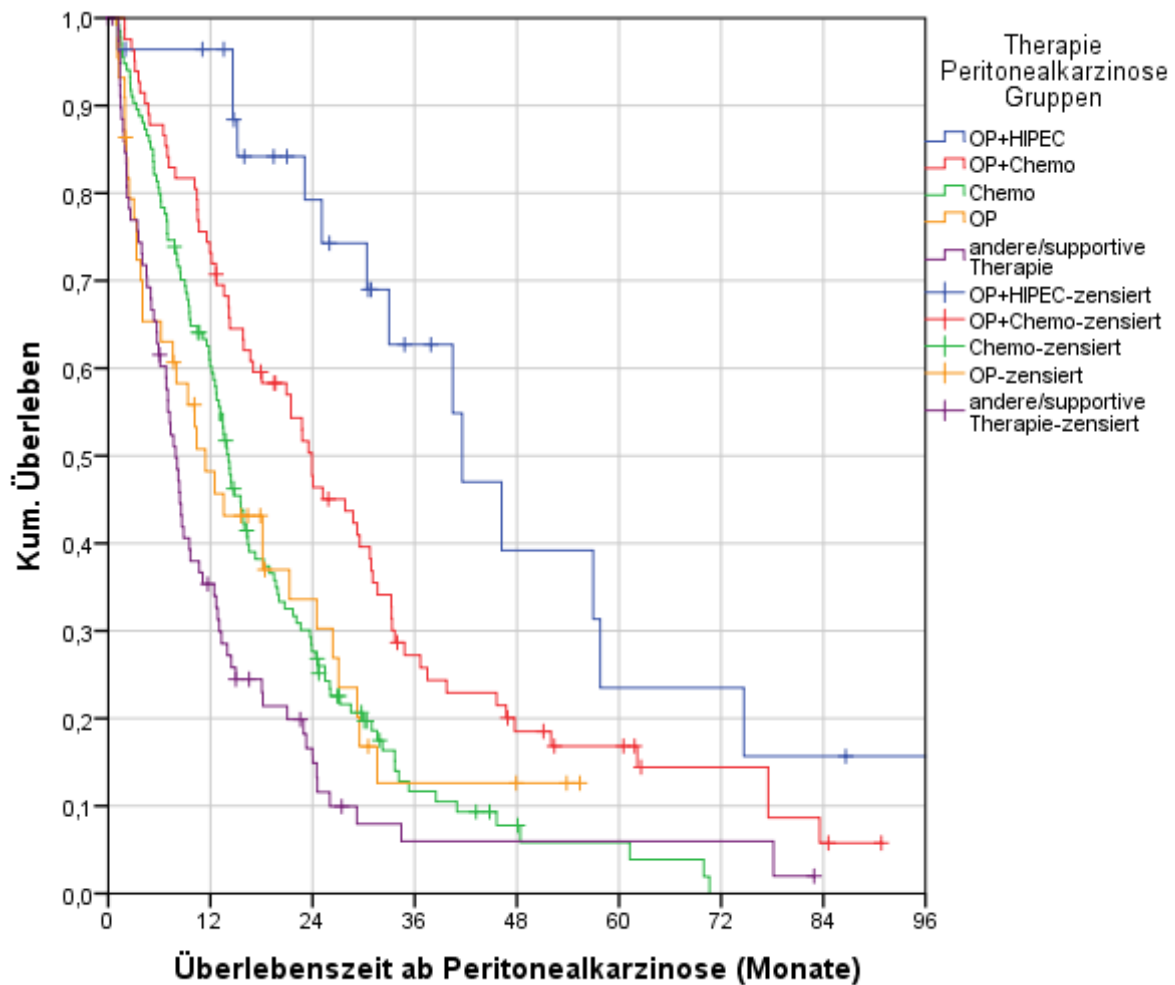 Therapie
Peritonealkarzinose
Gruppen
OP+HIPEC
OP+Chemo
Chemo
OP
andere/supportive
Therapie
OP+HIPEC-zensiert
OP+Chemo-zensiert
Chemo-zensiert
OP-zensiert
andere/supportive
Therapie-zensiert
Kum. Überleben
1,0
0,9
0,8
0,7
0,6
0,5
0,4
0,3
0,2
0,1
0,0
0 12 24 36 48 60 72 84 96
Überlebenszeit ab Peritonealkarzinose (Monate)